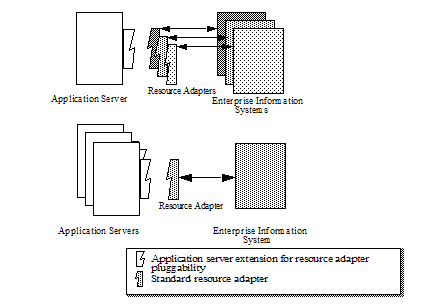 Resource Adapters
Application Server
Enterprise Information
Systems
Resource Adapter
Application Servers
Enterprise Information
System
Application server extension for resource adapter
pluggability
Standard resource adapter